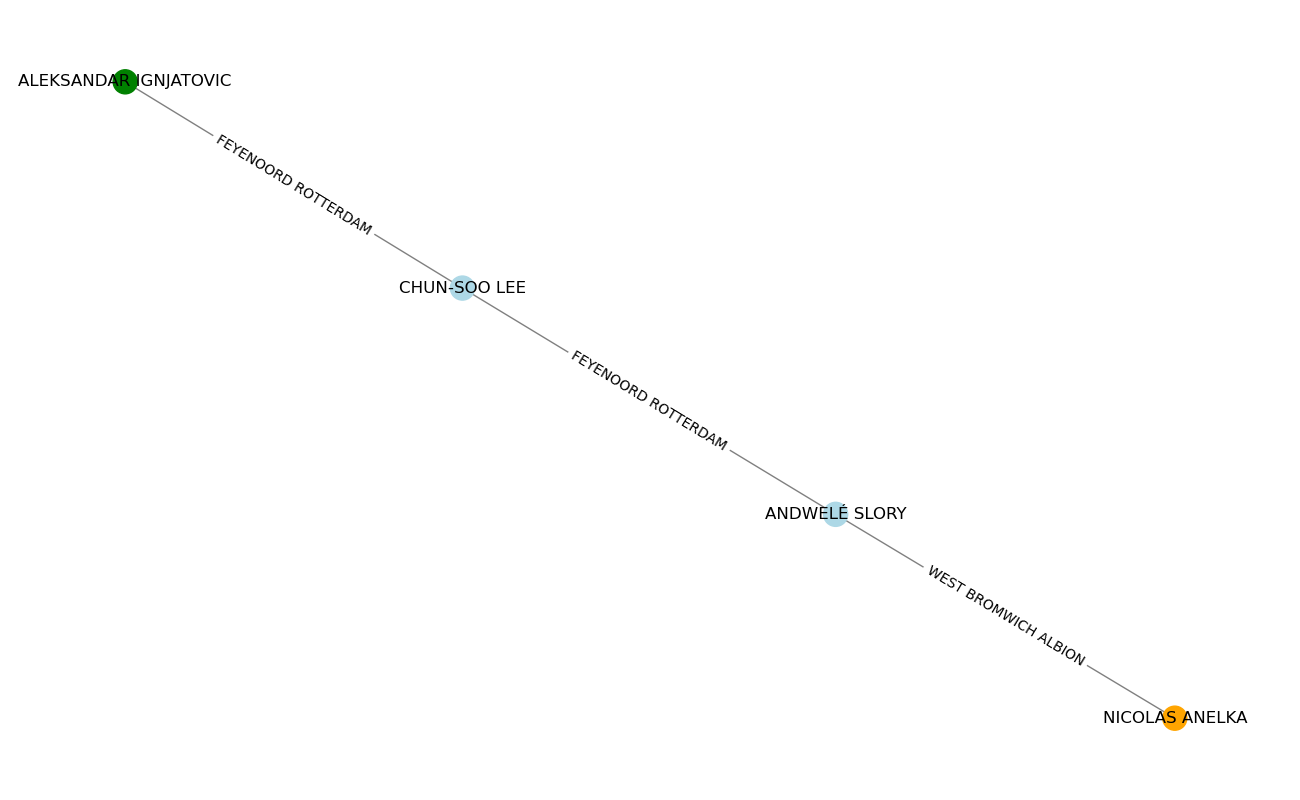 ALEKSANDAR IGNJATOVIC
FEYENOORD ROTTERDAM
CHUN-SOO LEE
FEYENOORD ROTTERDAM
ANDWELÉ SLORY
WEST BROMWICH ALBION
NICOLAS ANELKA